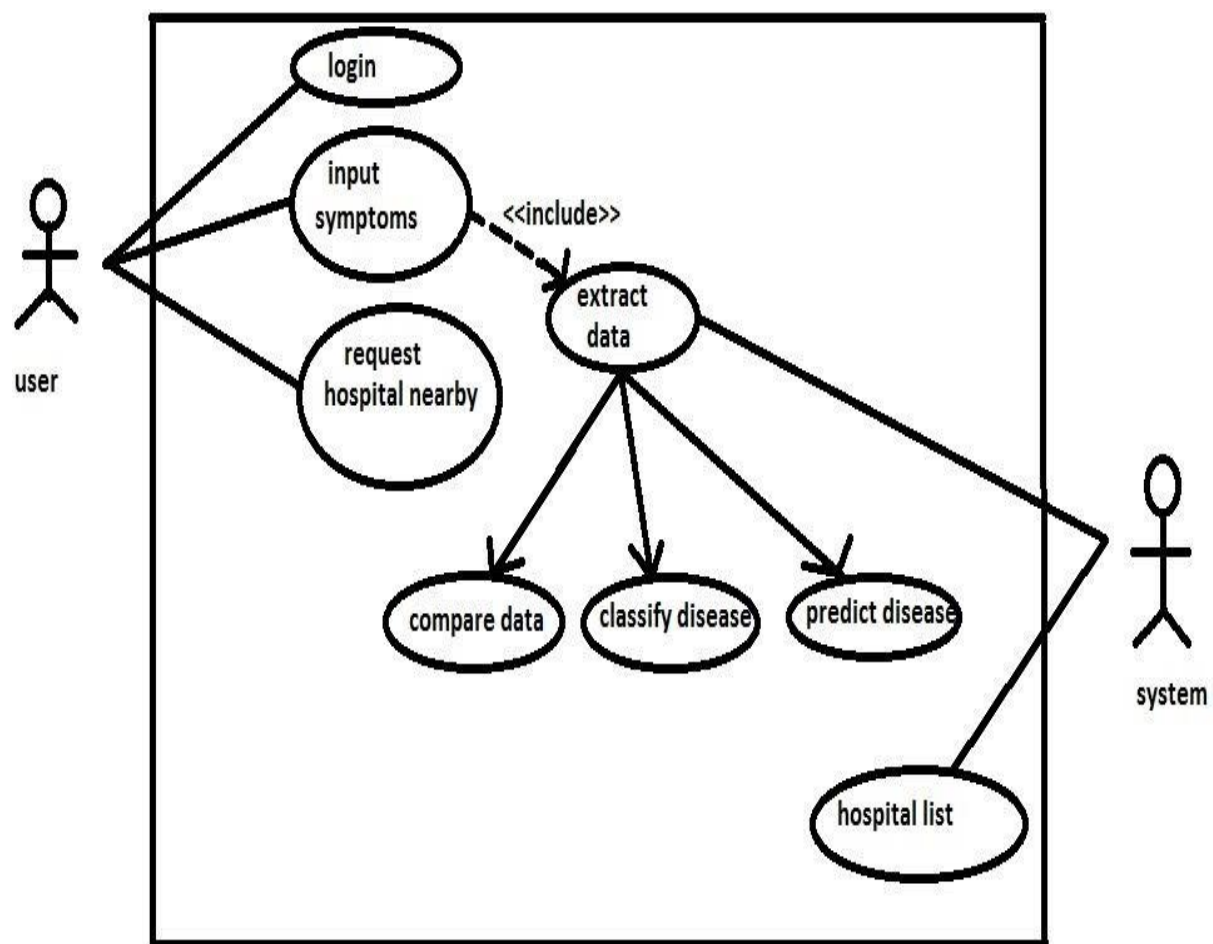 login
input
symptoms
<<include>>
extract
data
request
hospital nearby
user
compare data
classify disease
predict disease
system
hospital list